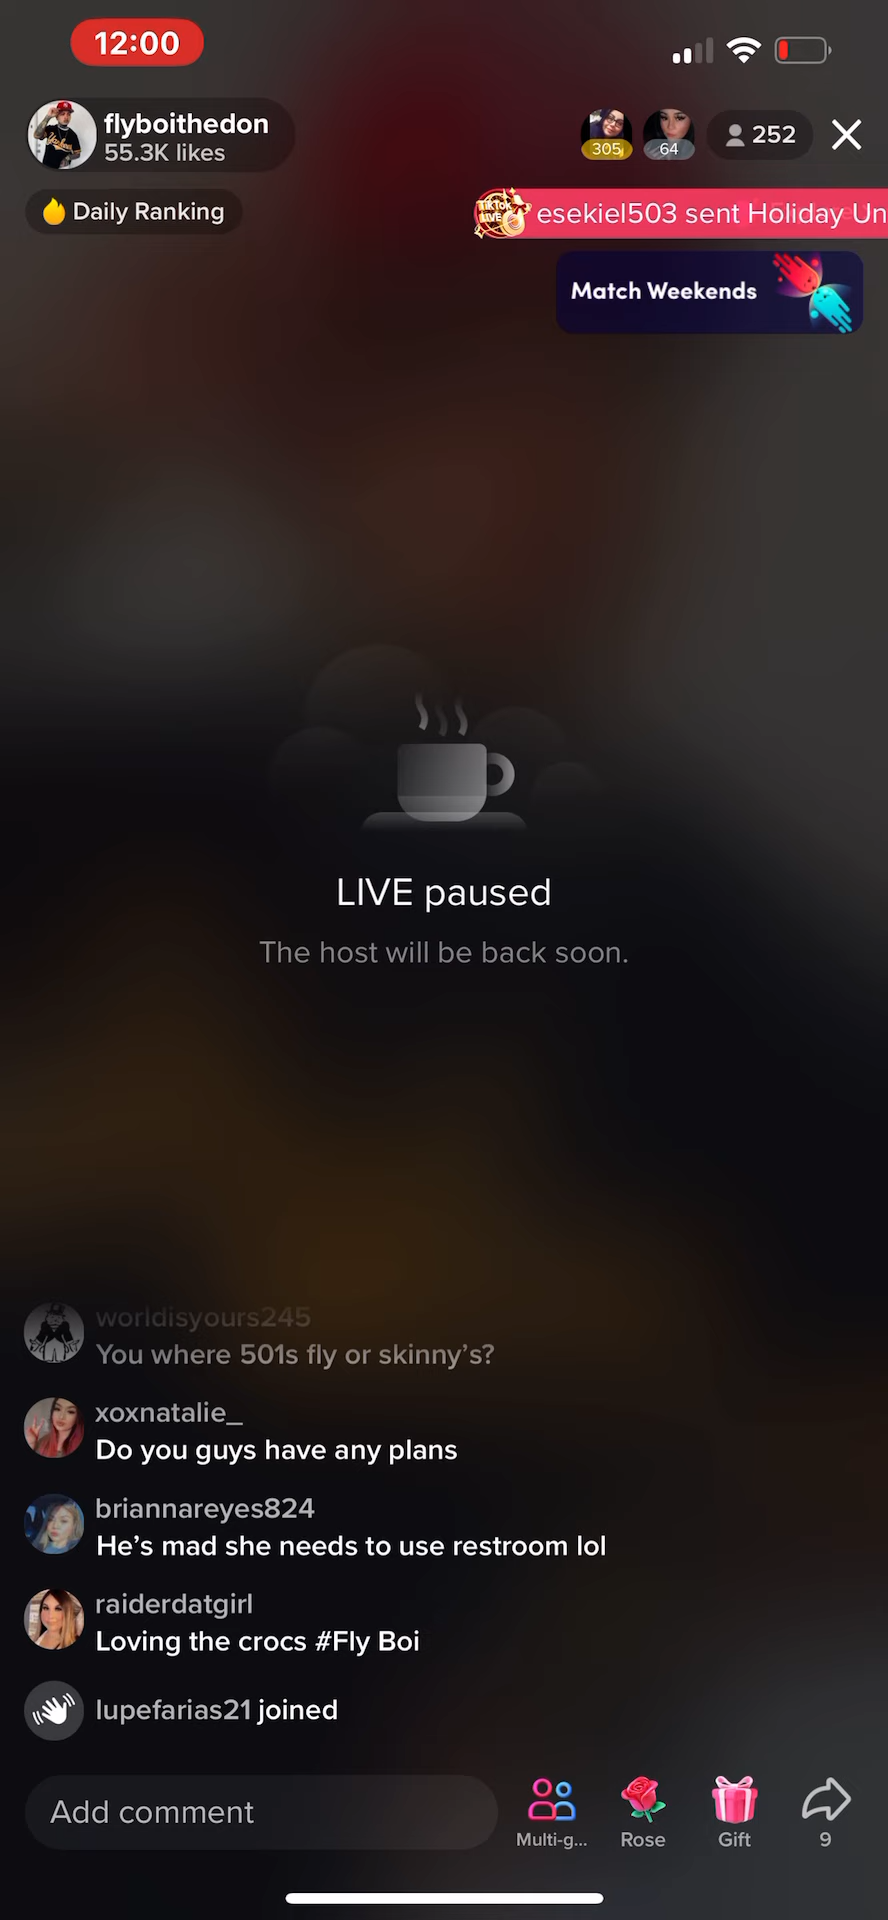 12:00
flyboithedon
55.3K likes
305
64
252
Daily Ranking
TikTok
LIVE
esekiel503 sent Holiday Un
Match Weekends
LIVE paused
The host will be back soon.
worldisyours245
You where 501s fly or skinny’s?
xoxnatalie_
Do you guys have any plans
briannareyes824
He’s mad she needs to use restroom lol
raiderdatgirl
Loving the crocs #Fly Boi
lupefarias21 joined
Add comment
Multi-g...
Rose
Gift
9